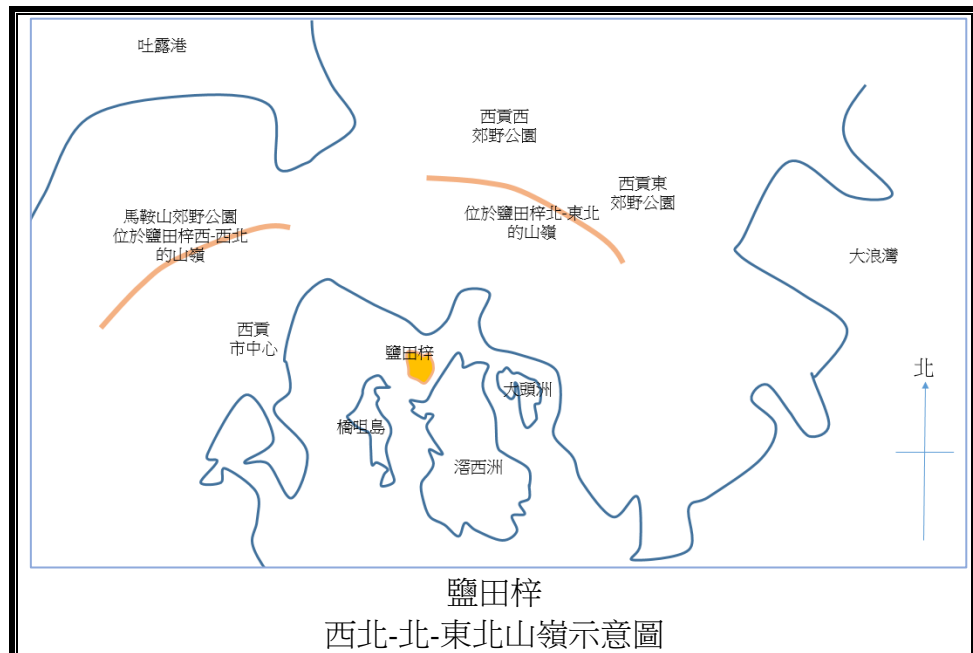 吐露港
西貢西
郊野公園
西貢東
郊野公園
馬鞍山郊野公園
位於鹽田梓西-西北
的山嶺
位於鹽田梓北-東北
的山嶺
大浪灣
西貢
市中心
鹽田梓
北
大頭洲
橋咀島
滘西洲
鹽田梓
西北-北-東北山嶺示意圖